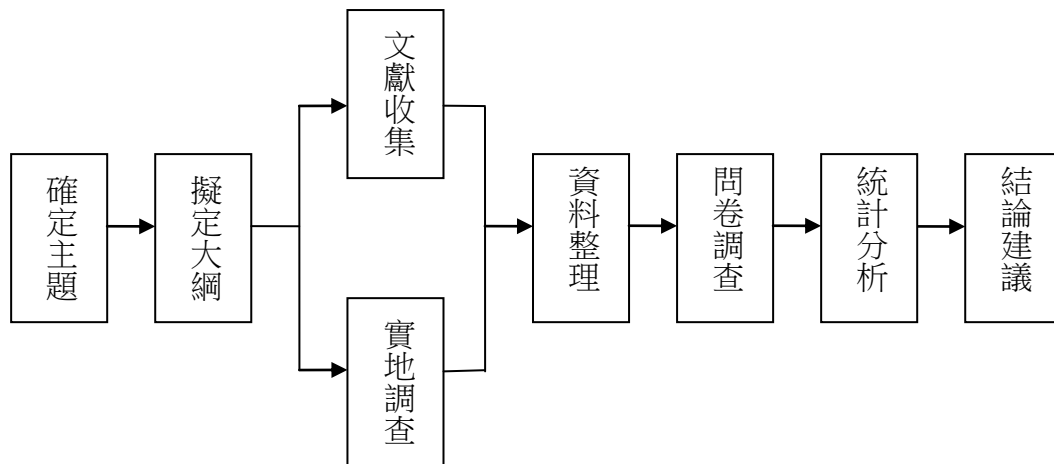 確定主題
擬定大綱
文獻收集
實地調查
資料整理
問卷調查
統計分析
結論建議